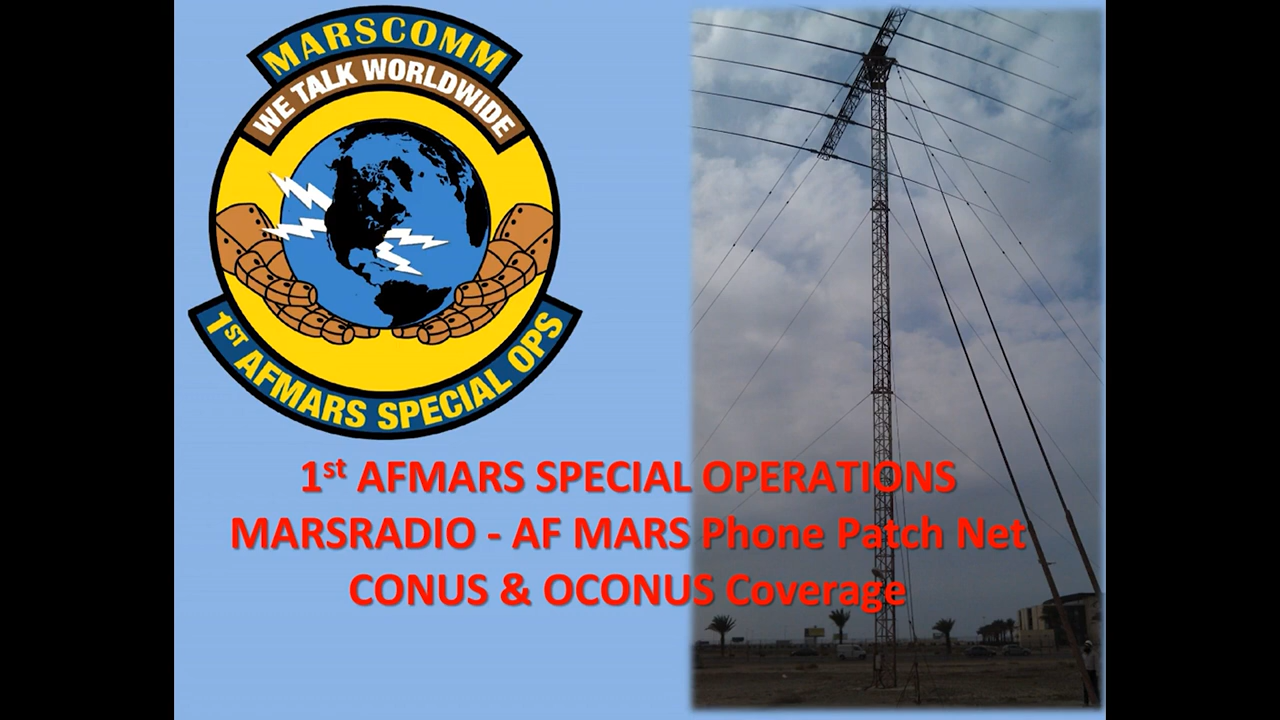 MARSCOMM
WE TALK WORLDWIDE
1ST AFMARS SPECIAL OPS
1st AFMARS SPECIAL OPERATIONS
MARSRADIO - AF MARS Phone Patch Net
CONUS & OCONUS Coverage